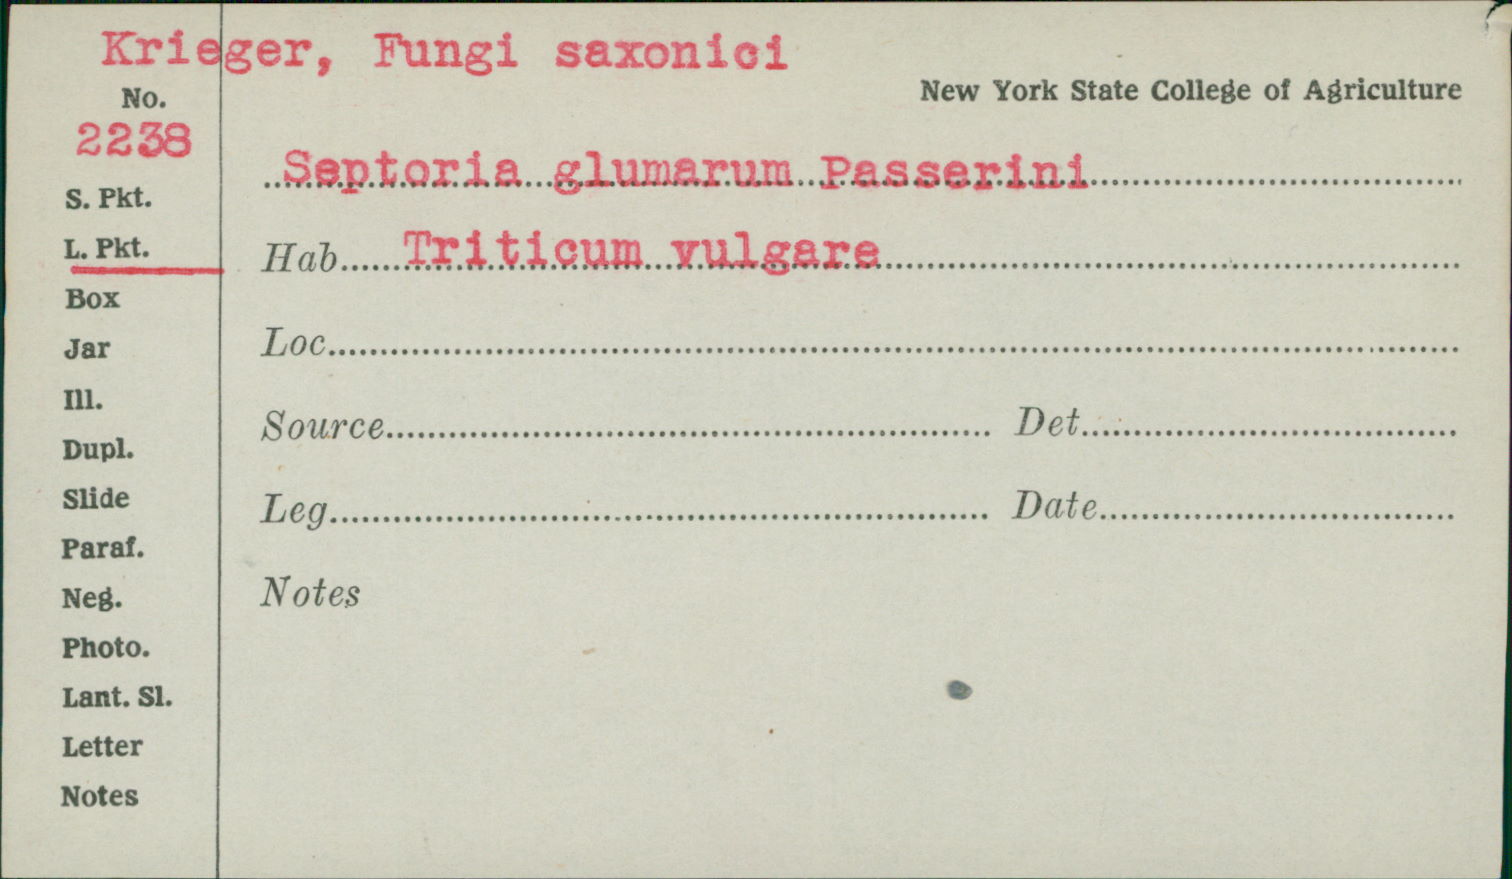 Krieger, Fungi saxonici
New York State College of Agriculture
No.
2238
Septoria glumarum Passerini
S. Pkt.
L. Pkt.
Hab. Triticum vulgare
Box
Jar
Loc.
Ill.
Source Det.
Dupl.
Slide
Leg. Date
Paraf.
Neg.
Notes
Photo.
Lant. Sl.
Letter
Notes